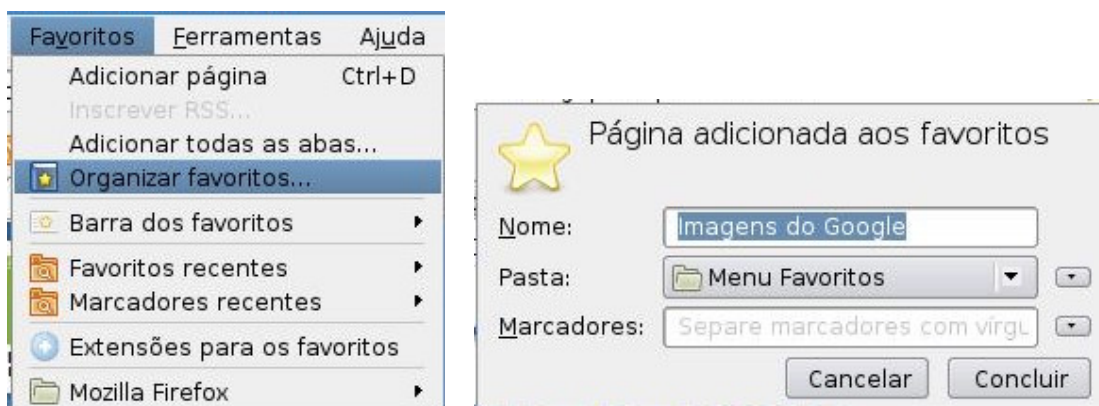 Favoritos Ferramentas Ajuda
Adicionar página Ctrl+D
Inscrever RSS...
Adicionar todas as abas...
Organizar favoritos...
Barra dos favoritos
Favoritos recentes
Marcadores recentes
Extensões para os favoritos
Mozilla Firefox
Página adicionada aos favoritos
Nome: Imagens do Google
Pasta: Menu Favoritos
Marcadores: Separe marcadores com vírgu
Cancelar Concluir